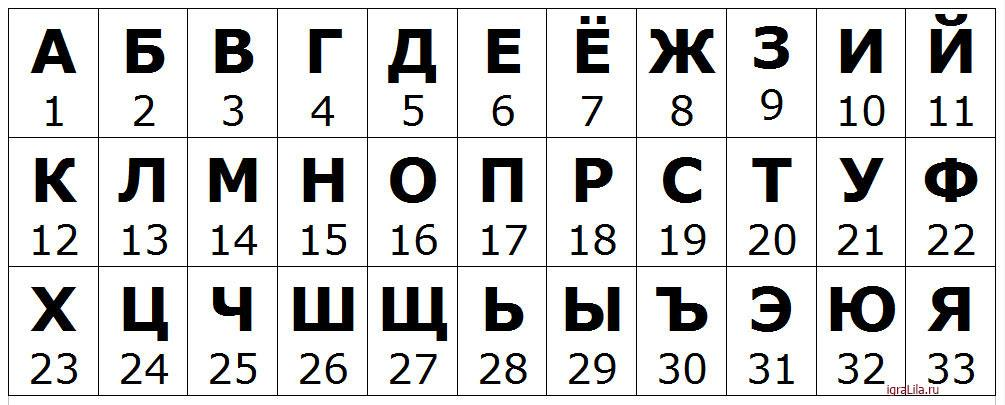 А Б В Г Д Е Ё Ж З И Й
1 2 3 4 5 6 7 8 9 10 11
К Л М Н О П Р С Т У Ф
12 13 14 15 16 17 18 19 20 21 22
Х Ц Ч Ш Щ Ь Ы Ъ Э Ю Я
23 24 25 26 27 28 29 30 31 32 33
igraLila.ru